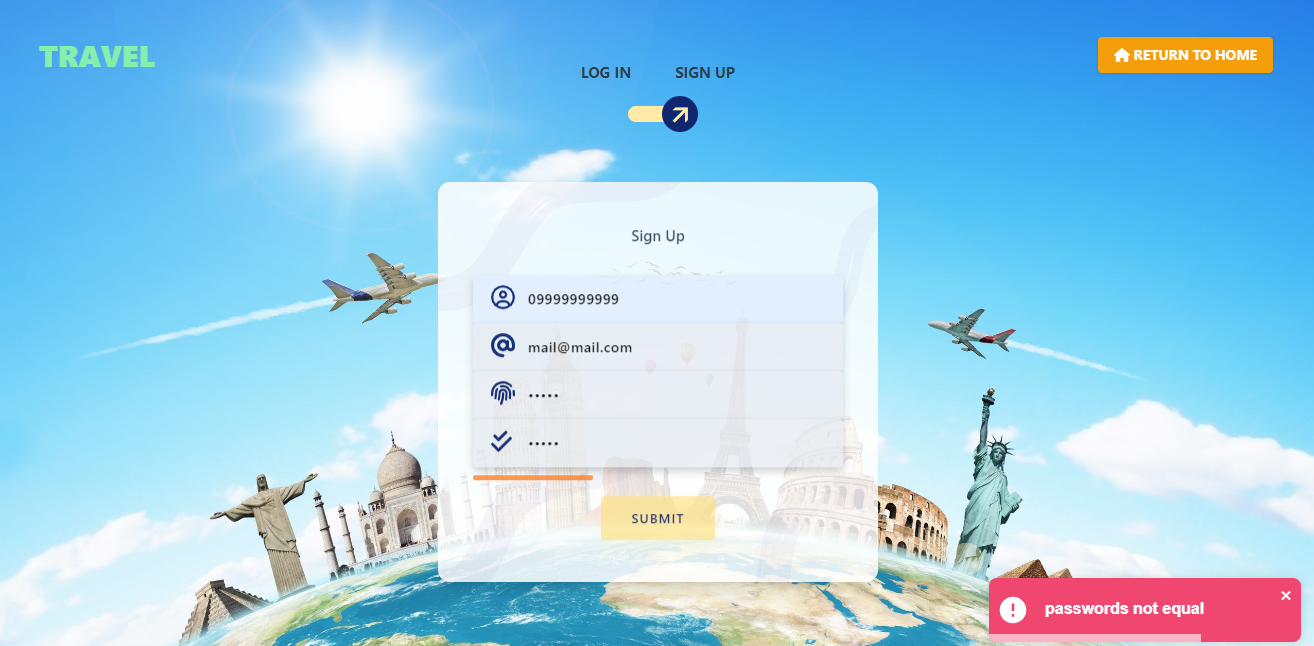 TRAVEL
LOG IN SIGN UP
RETURN TO HOME
Sign Up
09999999999
mail@mail.com
•••••
•••••
SUBMIT
passwords not equal